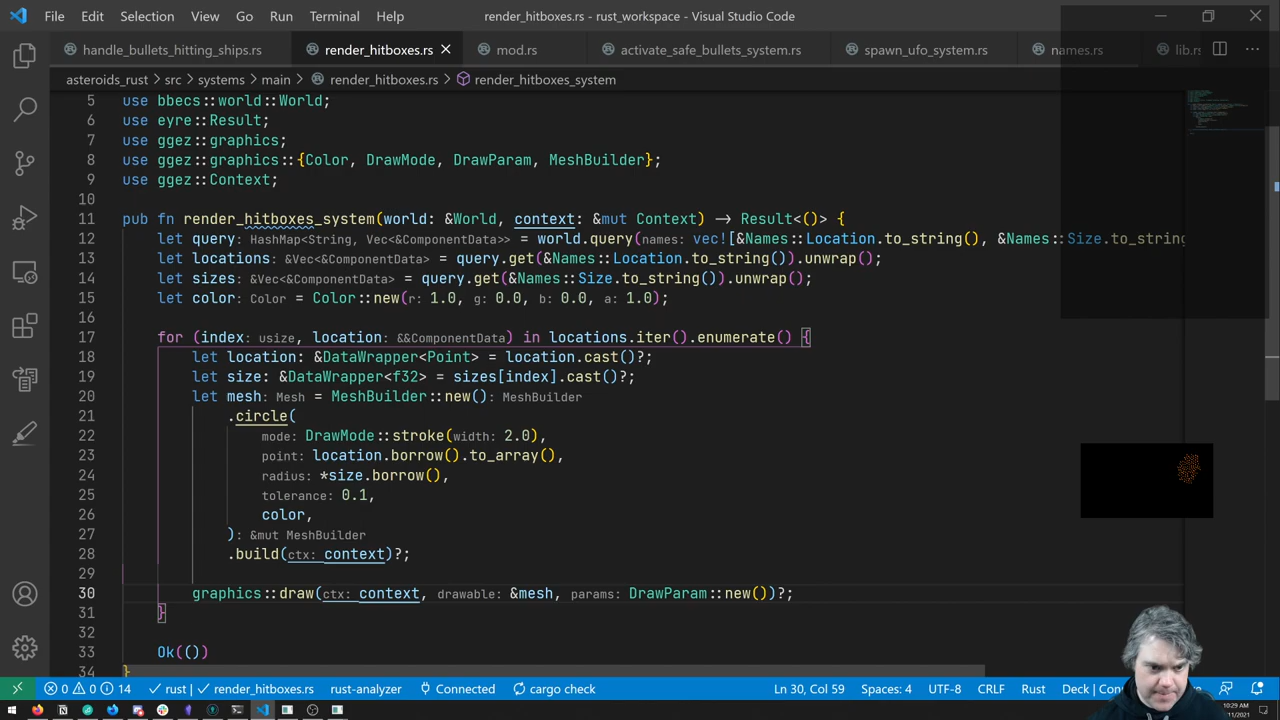 File Edit Selection View Go Run Terminal Help render_hitboxes.rs - rust_workspace - Visual Studio Code
handle_bullets_hitting_ships.rs render_hitboxes.rs mod.rs activate_safe_bullets_system.rs spawn_ufo_system.rs names.rs lib.rs
asteroids_rust > src > systems > main > render_hitboxes.rs > render_hitboxes_system
5 use bbecs::world::World;
6 use eyre::Result;
7 use ggez::graphics;
8 use ggez::graphics::{Color, DrawMode, DrawParam, MeshBuilder};
9 use ggez::Context;
10
11 pub fn render_hitboxes_system(world: &World, context: &mut Context) → Result<()> {
12 let query: HashMap<String, Vec<&ComponentData>> = world.query(names: vec![&Names::Location.to_string(), &Names::Size.to_string
13 let locations: &Vec<&ComponentData> = query.get(&Names::Location.to_string()).unwrap();
14 let sizes: &Vec<&ComponentData> = query.get(&Names::Size.to_string()).unwrap();
15 let color: Color = Color::new(r: 1.0, g: 0.0, b: 0.0, a: 1.0);
16
17 for (index: usize, location: &&ComponentData) in locations.iter().enumerate() {
18 let location: &DataWrapper<Point> = location.cast()?;
19 let size: &DataWrapper<f32> = sizes[index].cast()?;
20 let mesh: Mesh = MeshBuilder::new() MeshBuilder
21 .circle(
22 mode: DrawMode::stroke(width: 2.0),
23 point: location.borrow().to_array(),
24 radius: *size.borrow(),
25 tolerance: 0.1,
26 color,
27 ): &mut MeshBuilder
28 .build(ctx: context)?;
29
30 graphics::draw(ctx: context, drawable: &mesh, params: DrawParam::new())?;
31 }
32
33 Ok(())
34 }
0 0 14 rust | render_hitboxes.rs rust-analyzer Connected cargo check Ln 30, Col 59 Spaces: 4 UTF-8 CRLF Rust Deck | Con
10:29 AM